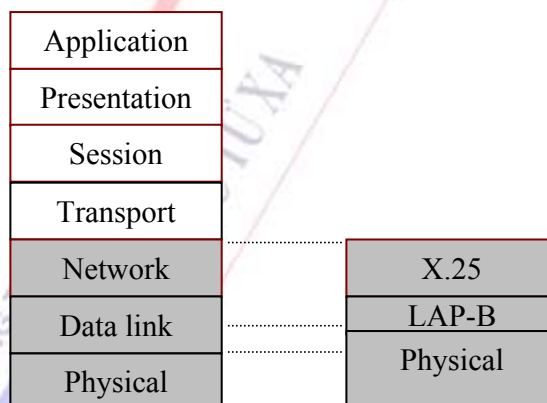 Application
Presentation
Session
Transport
Network
Data link
Physical
X.25
LAP-B
Physical